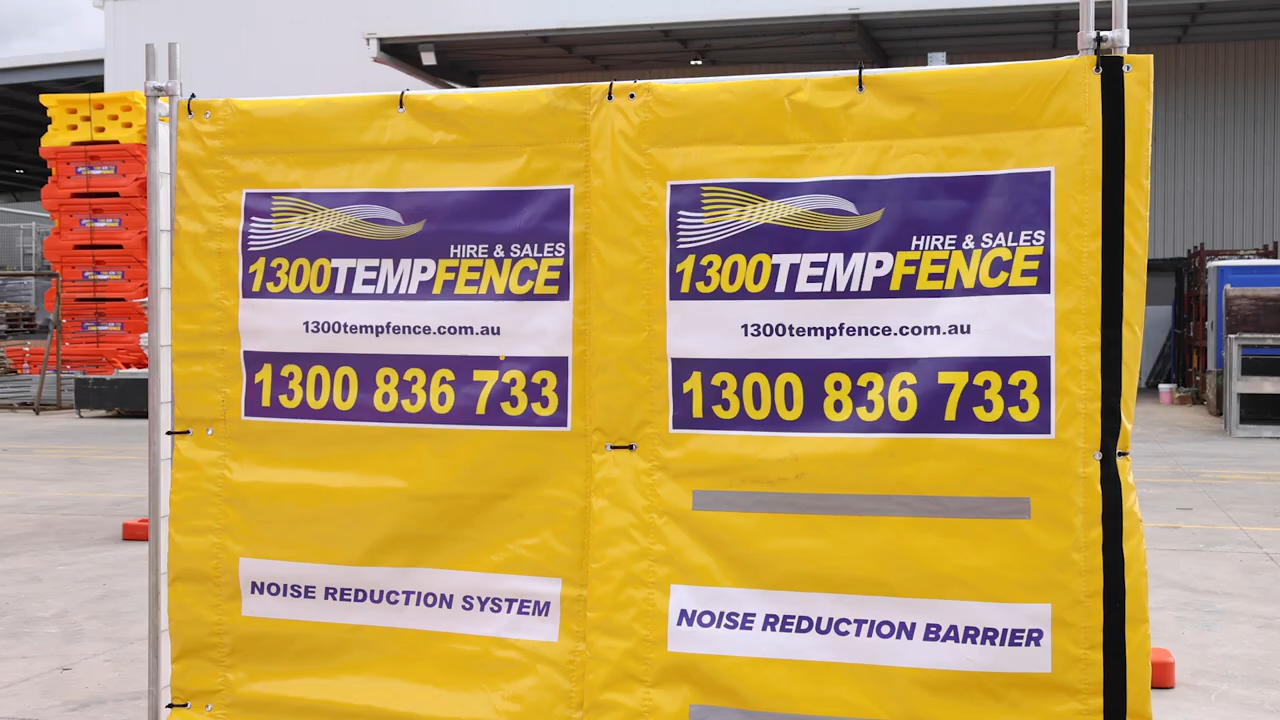 HIRE & SALES
1300TEMPFENCE
1300tempfence.com.au
1300 836 733
NOISE REDUCTION SYSTEM
HIRE & SALES
1300TEMPFENCE
1300tempfence.com.au
1300 836 733
NOISE REDUCTION BARRIER